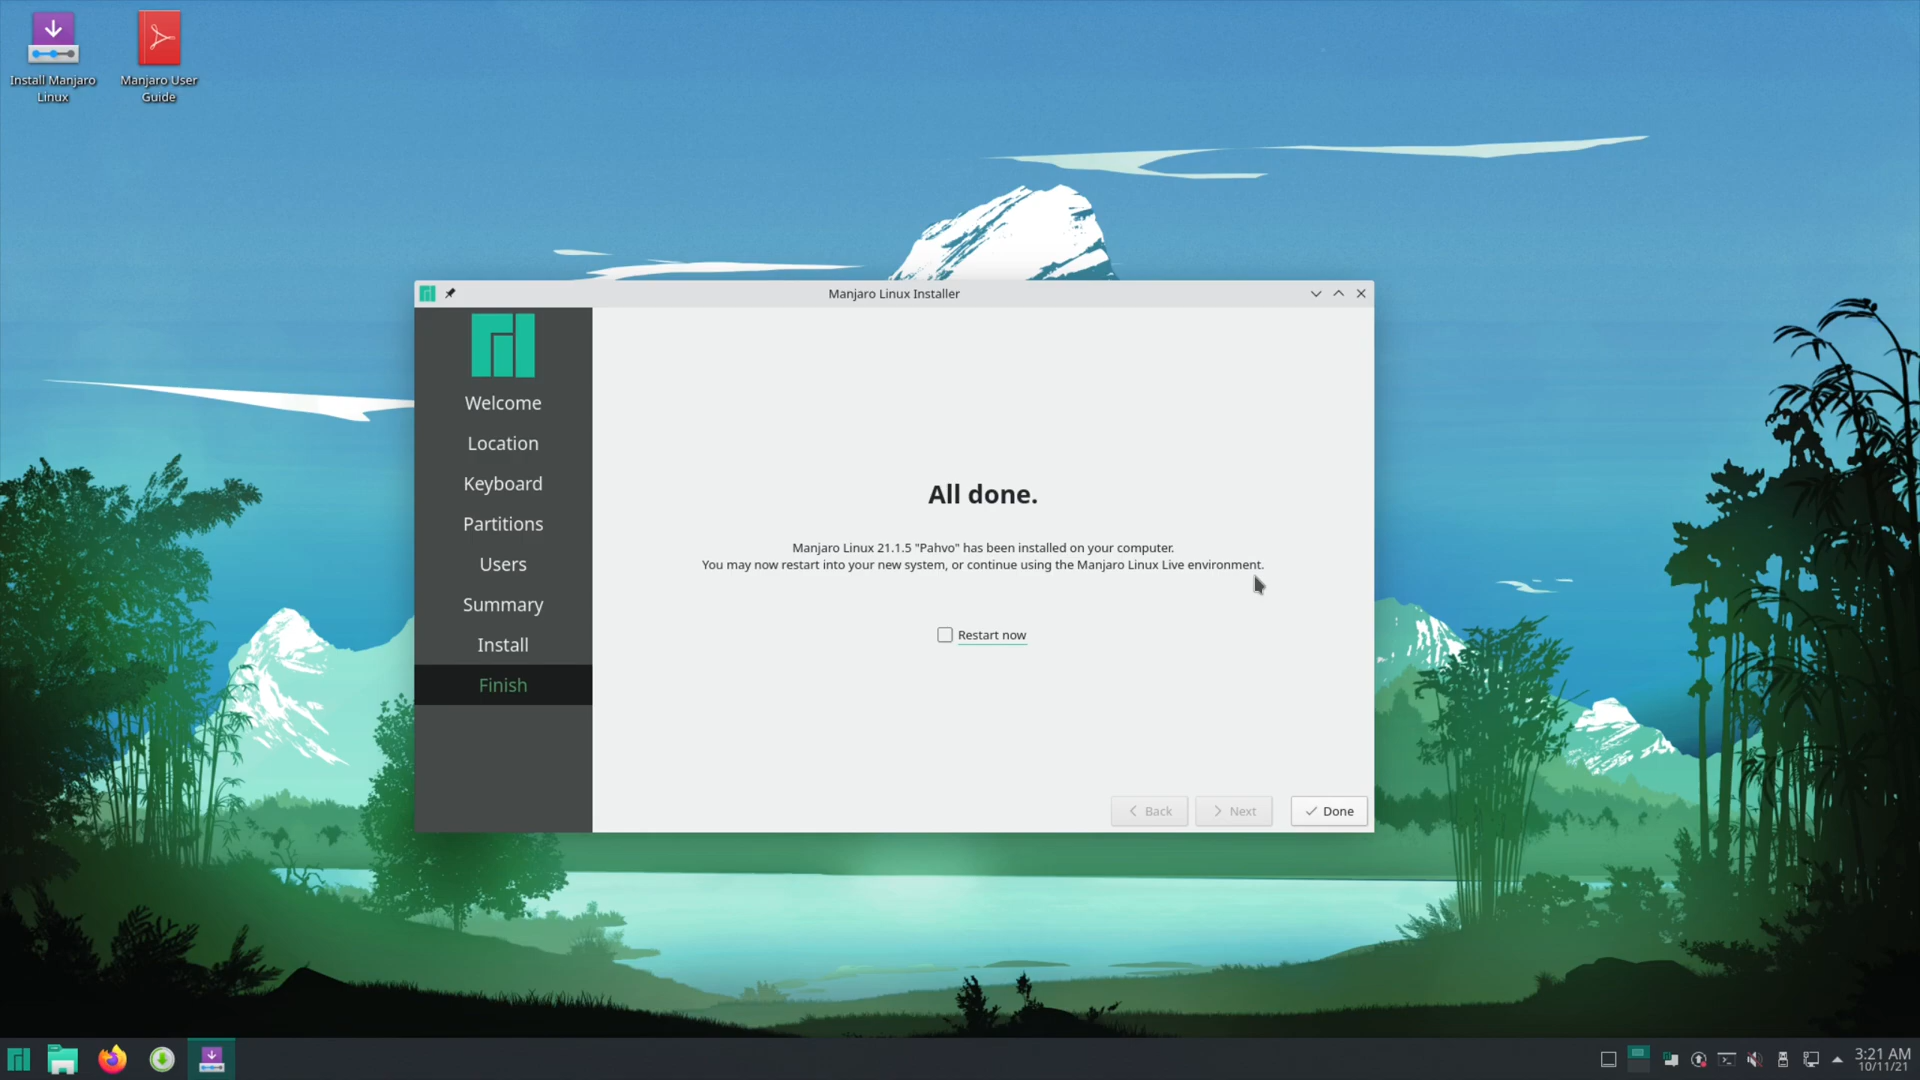 Install Manjaro
Linux
Manjaro User
Guide
Manjaro Linux Installer
Welcome
Location
Keyboard
Partitions
Users
Summary
Install
Finish
All done.
Manjaro Linux 21.1.5 "Pahvo" has been installed on your computer.
You may now restart into your new system, or continue using the Manjaro Linux Live environment.
Restart now
Back
Next
Done
3:21 AM
10/11/21